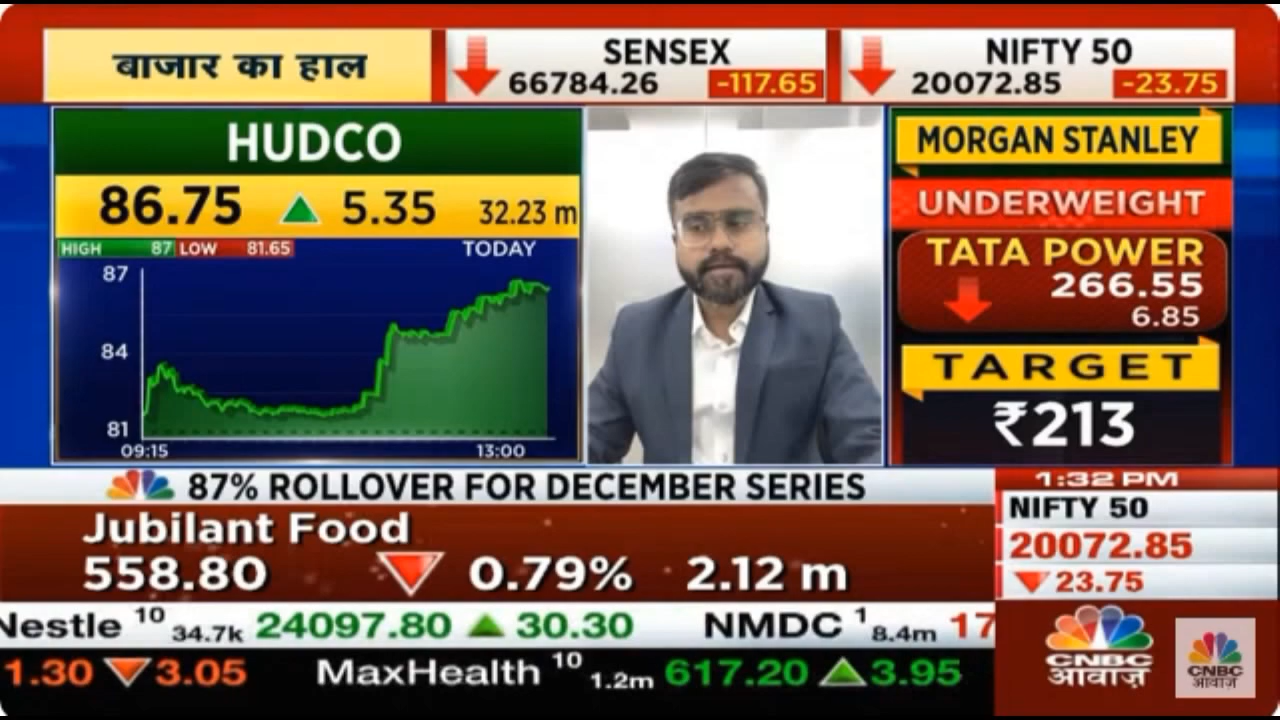 बाजार का हाल
SENSEX
66784.26 -117.65
NIFTY 50
20072.85 -23.75
HUDCO
86.75 5.35 32.23 m
HIGH 87 LOW 81.65 TODAY
87
84
81
09:15 13:00
MORGAN STANLEY
UNDERWEIGHT
TATA POWER
266.55
6.85
TARGET
₹213
87% ROLLOVER FOR DECEMBER SERIES
Jubilant Food
558.80 0.79% 2.12 m
1:32 PM
NIFTY 50
20072.85
23.75
Nestle 10 34.7k 24097.80 30.30 NMDC 1 8.4m 17
1.30 3.05 MaxHealth 10 1.2m 617.20 3.95
CNBC
आवाज़
CNBC
आवाज़